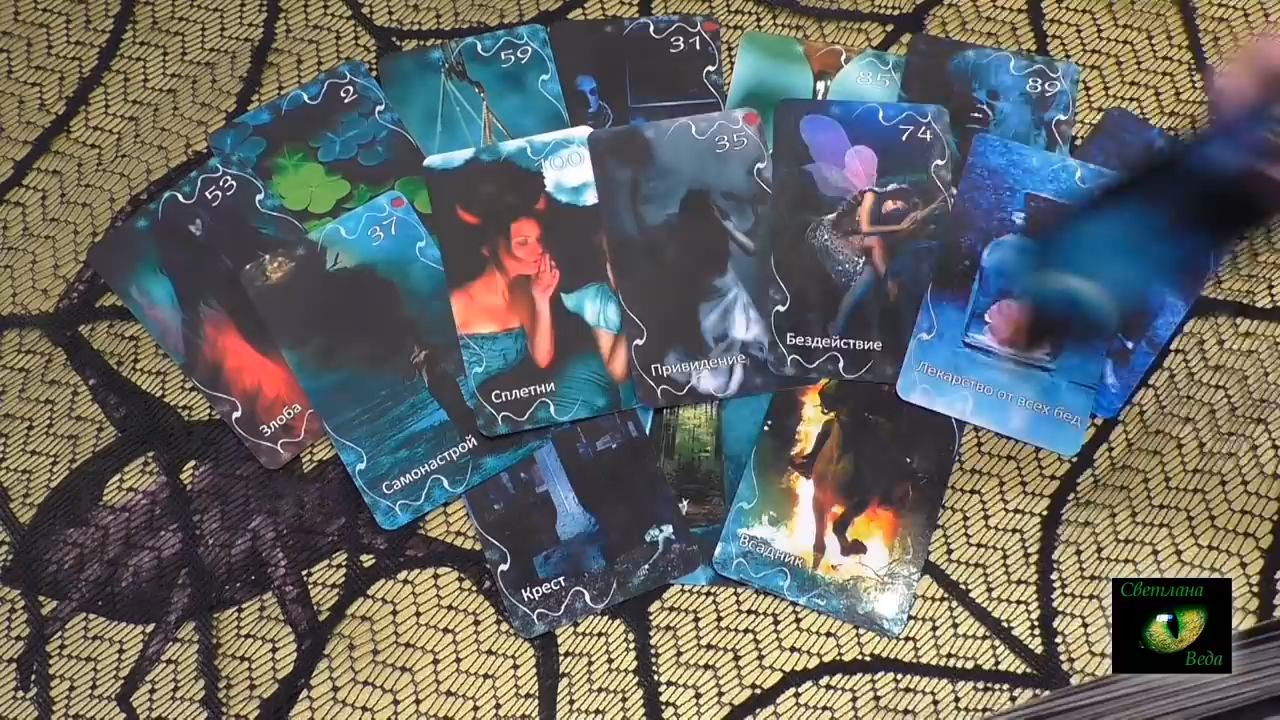 59
31
85
89
2
100
35
74
53
37
Злоба
Самонастрой
Сплетни
Привидение
Бездействие
Лекарство от всех бед
Крест
Всадник
Светлана
Веда